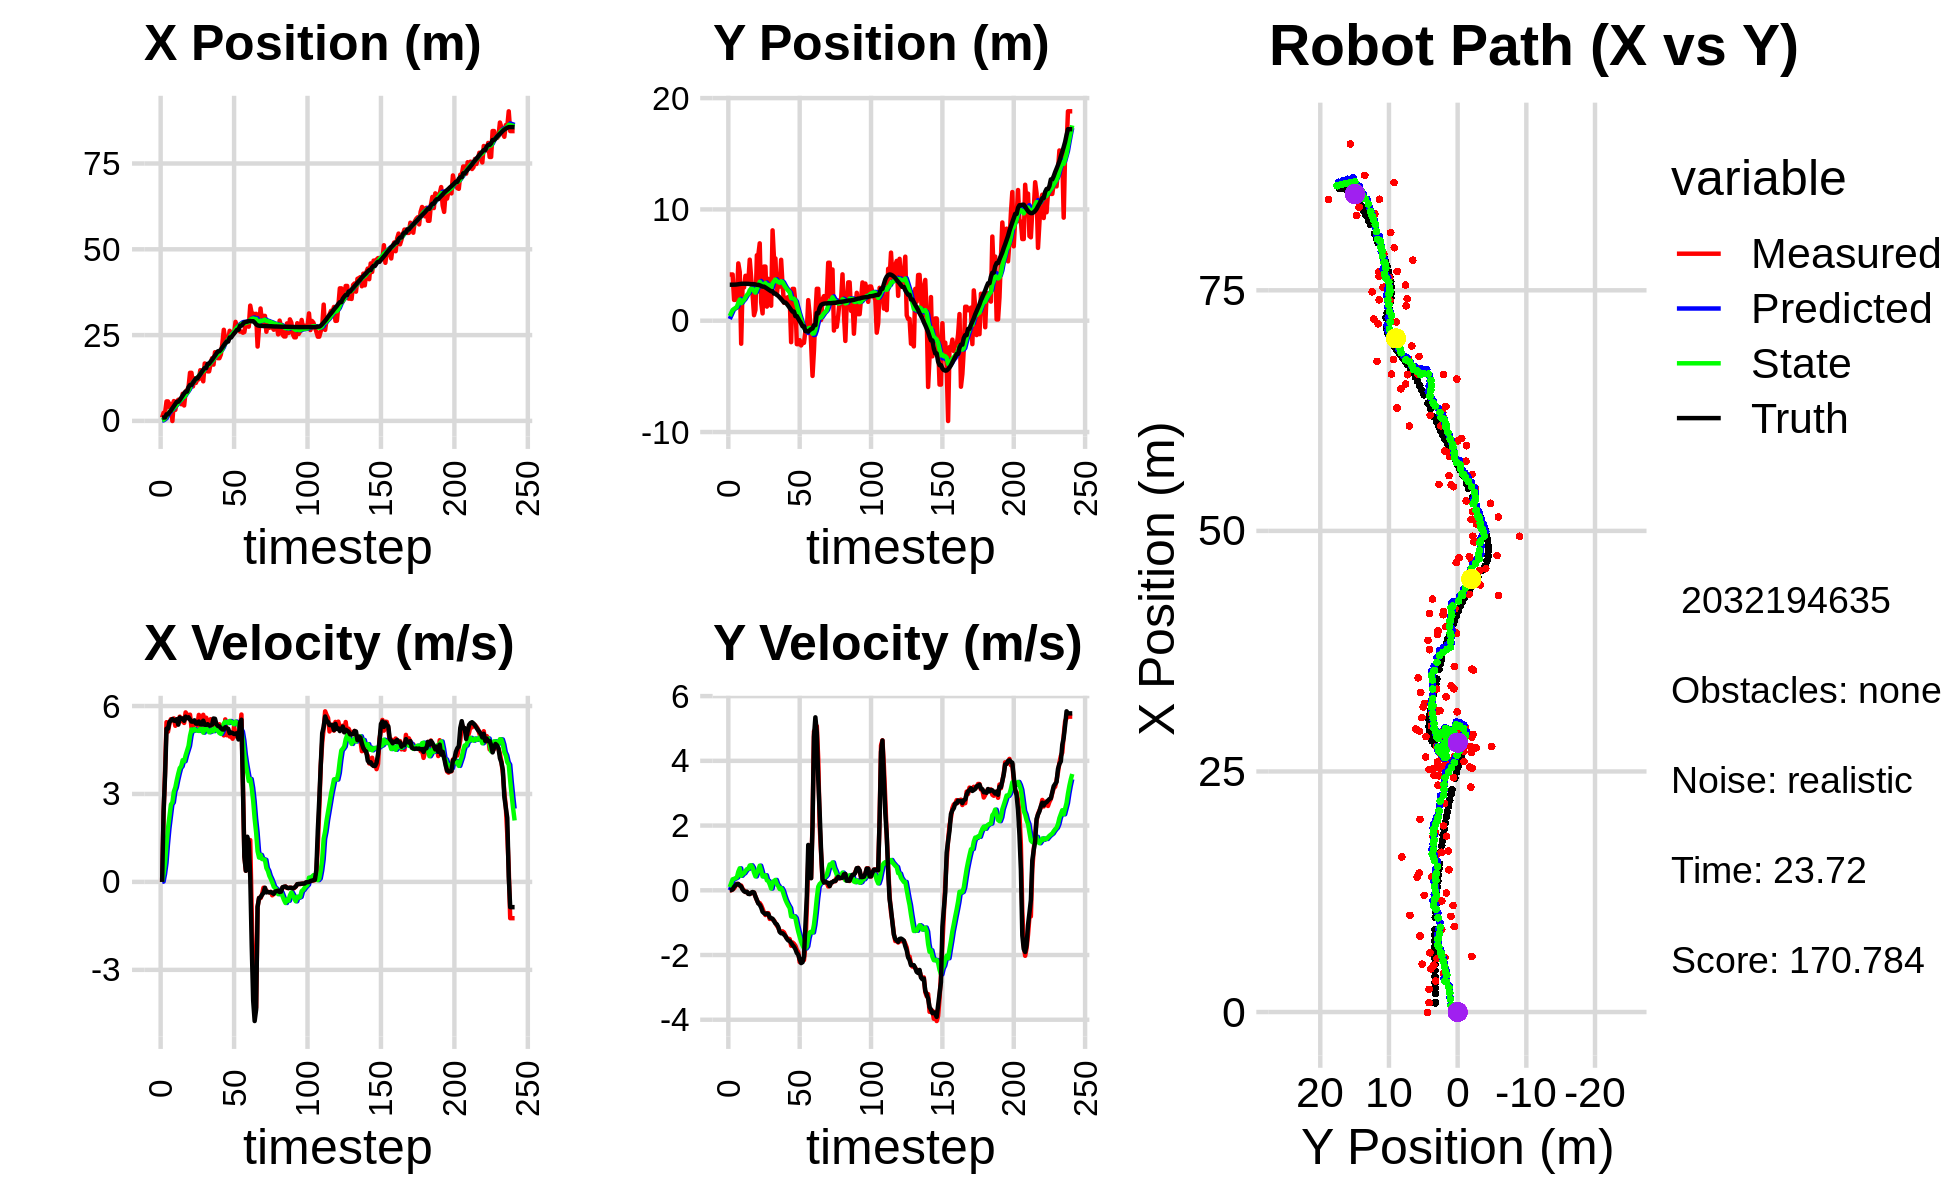 X Position (m)
75
50
25
0
0
50
100
150
200
250
timestep
Y Position (m)
20
10
0
-10
0
50
100
150
200
250
timestep
X Velocity (m/s)
6
3
0
-3
0
50
100
150
200
250
timestep
Y Velocity (m/s)
6
4
2
0
-2
-4
0
50
100
150
200
250
timestep
Robot Path (X vs Y)
X Position (m)
75
50
25
0
20 10 0 -10 -20
Y Position (m)
variable
Measured
Predicted
State
Truth
2032194635
Obstacles: none
Noise: realistic
Time: 23.72
Score: 170.784